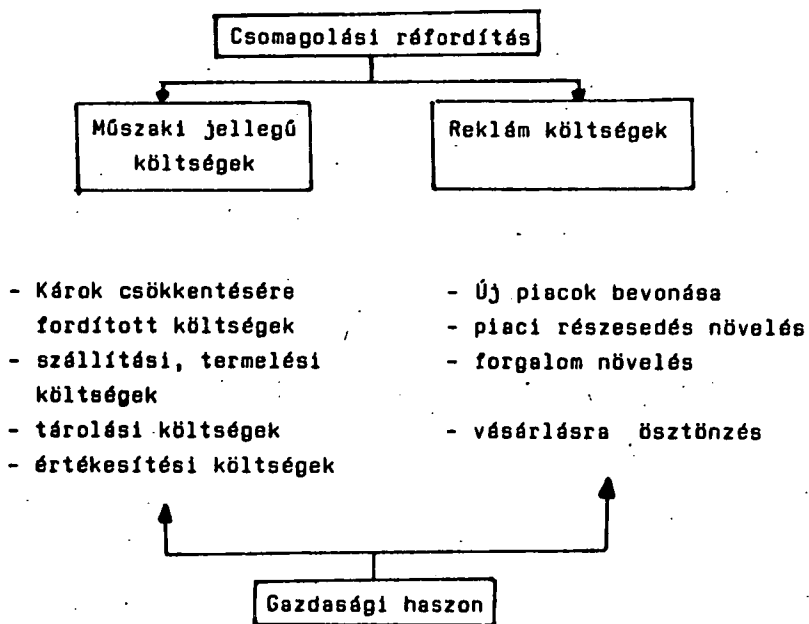 Csomagolási ráfordítás
Műszaki jellegű
költségek
Reklám költségek
- Károk csökkentésére
fordított költségek
- szállítási, termelési
költségek
- tárolási költségek
- értékesítési költségek
- Új piacok bevonása
- piaci részesedés növelés
- forgalom növelés
- vásárlásra ösztönzés
Gazdasági haszon